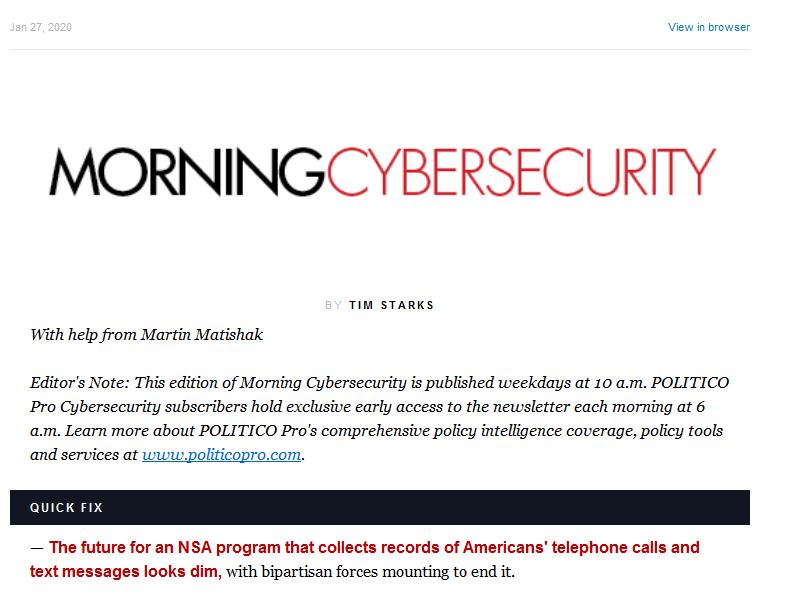 Jan 27, 2020 View in browser
MORNINGCYBERSECURITY
BY TIM STARKS
With help from Martin Matishak
Editor's Note: This edition of Morning Cybersecurity is published weekdays at 10 a.m. POLITICO
Pro Cybersecurity subscribers hold exclusive early access to the newsletter each morning at 6
a.m. Learn more about POLITICO Pro's comprehensive policy intelligence coverage, policy tools
and services at www.politicopro.com.
QUICK FIX
— The future for an NSA program that collects records of Americans' telephone calls and
text messages looks dim, with bipartisan forces mounting to end it.